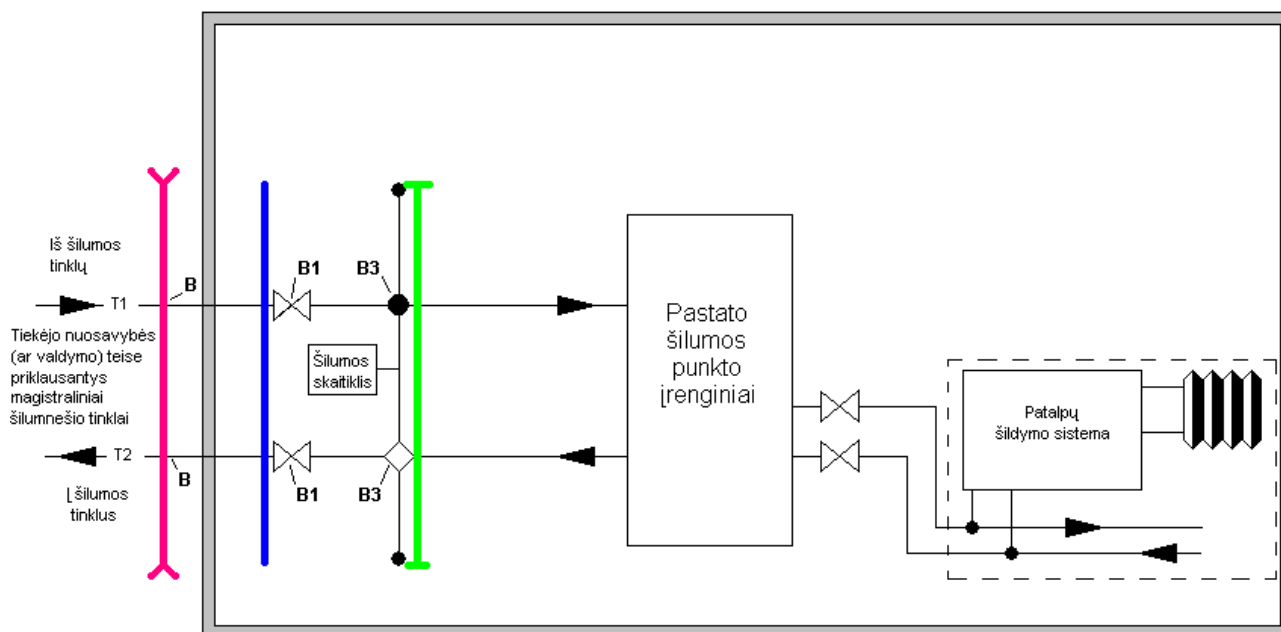 Iš šilumos
tinklų
T1
B
Tiekėjo nuosavybės
(ar valdymo) teise
priklausantys
magistraliniai
šilumnešio tinklai
T2
B
Į šilumos
tinklus
B1
B3
Šilumos
skaitiklis
B1
B3
Pastato
šilumos
punkto
įrenginiai
Patalpų
šildymo sistema